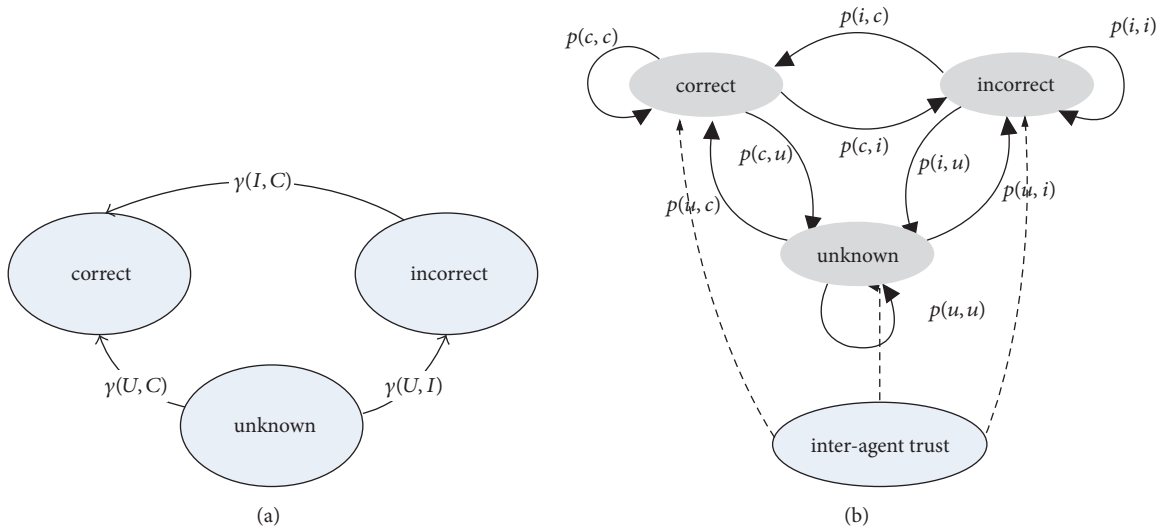 γ(I, C)
correct
incorrect
γ(U, C)
γ(U, I)
unknown
(a)
p(i, c)
p(c, c)
p(i, i)
correct
incorrect
p(c, i)
p(c, u)
p(i, u)
p(u, c)
p(u, i)
unknown
p(u, u)
inter-agent trust
(b)